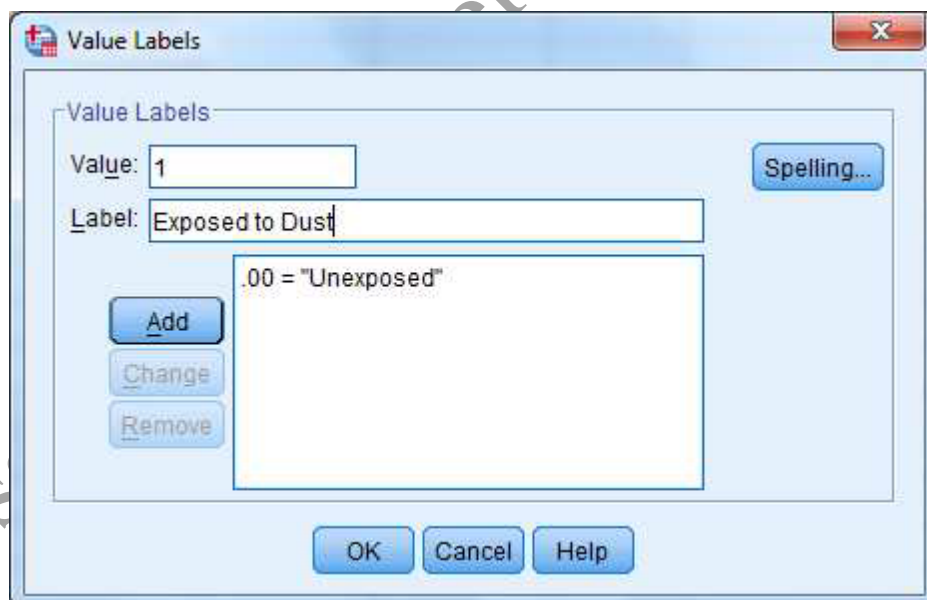 Value Labels
Value Labels
Value: 1
Spelling...
Label: Exposed to Dust
.00 = "Unexposed"
Add
Change
Remove
OK Cancel Help